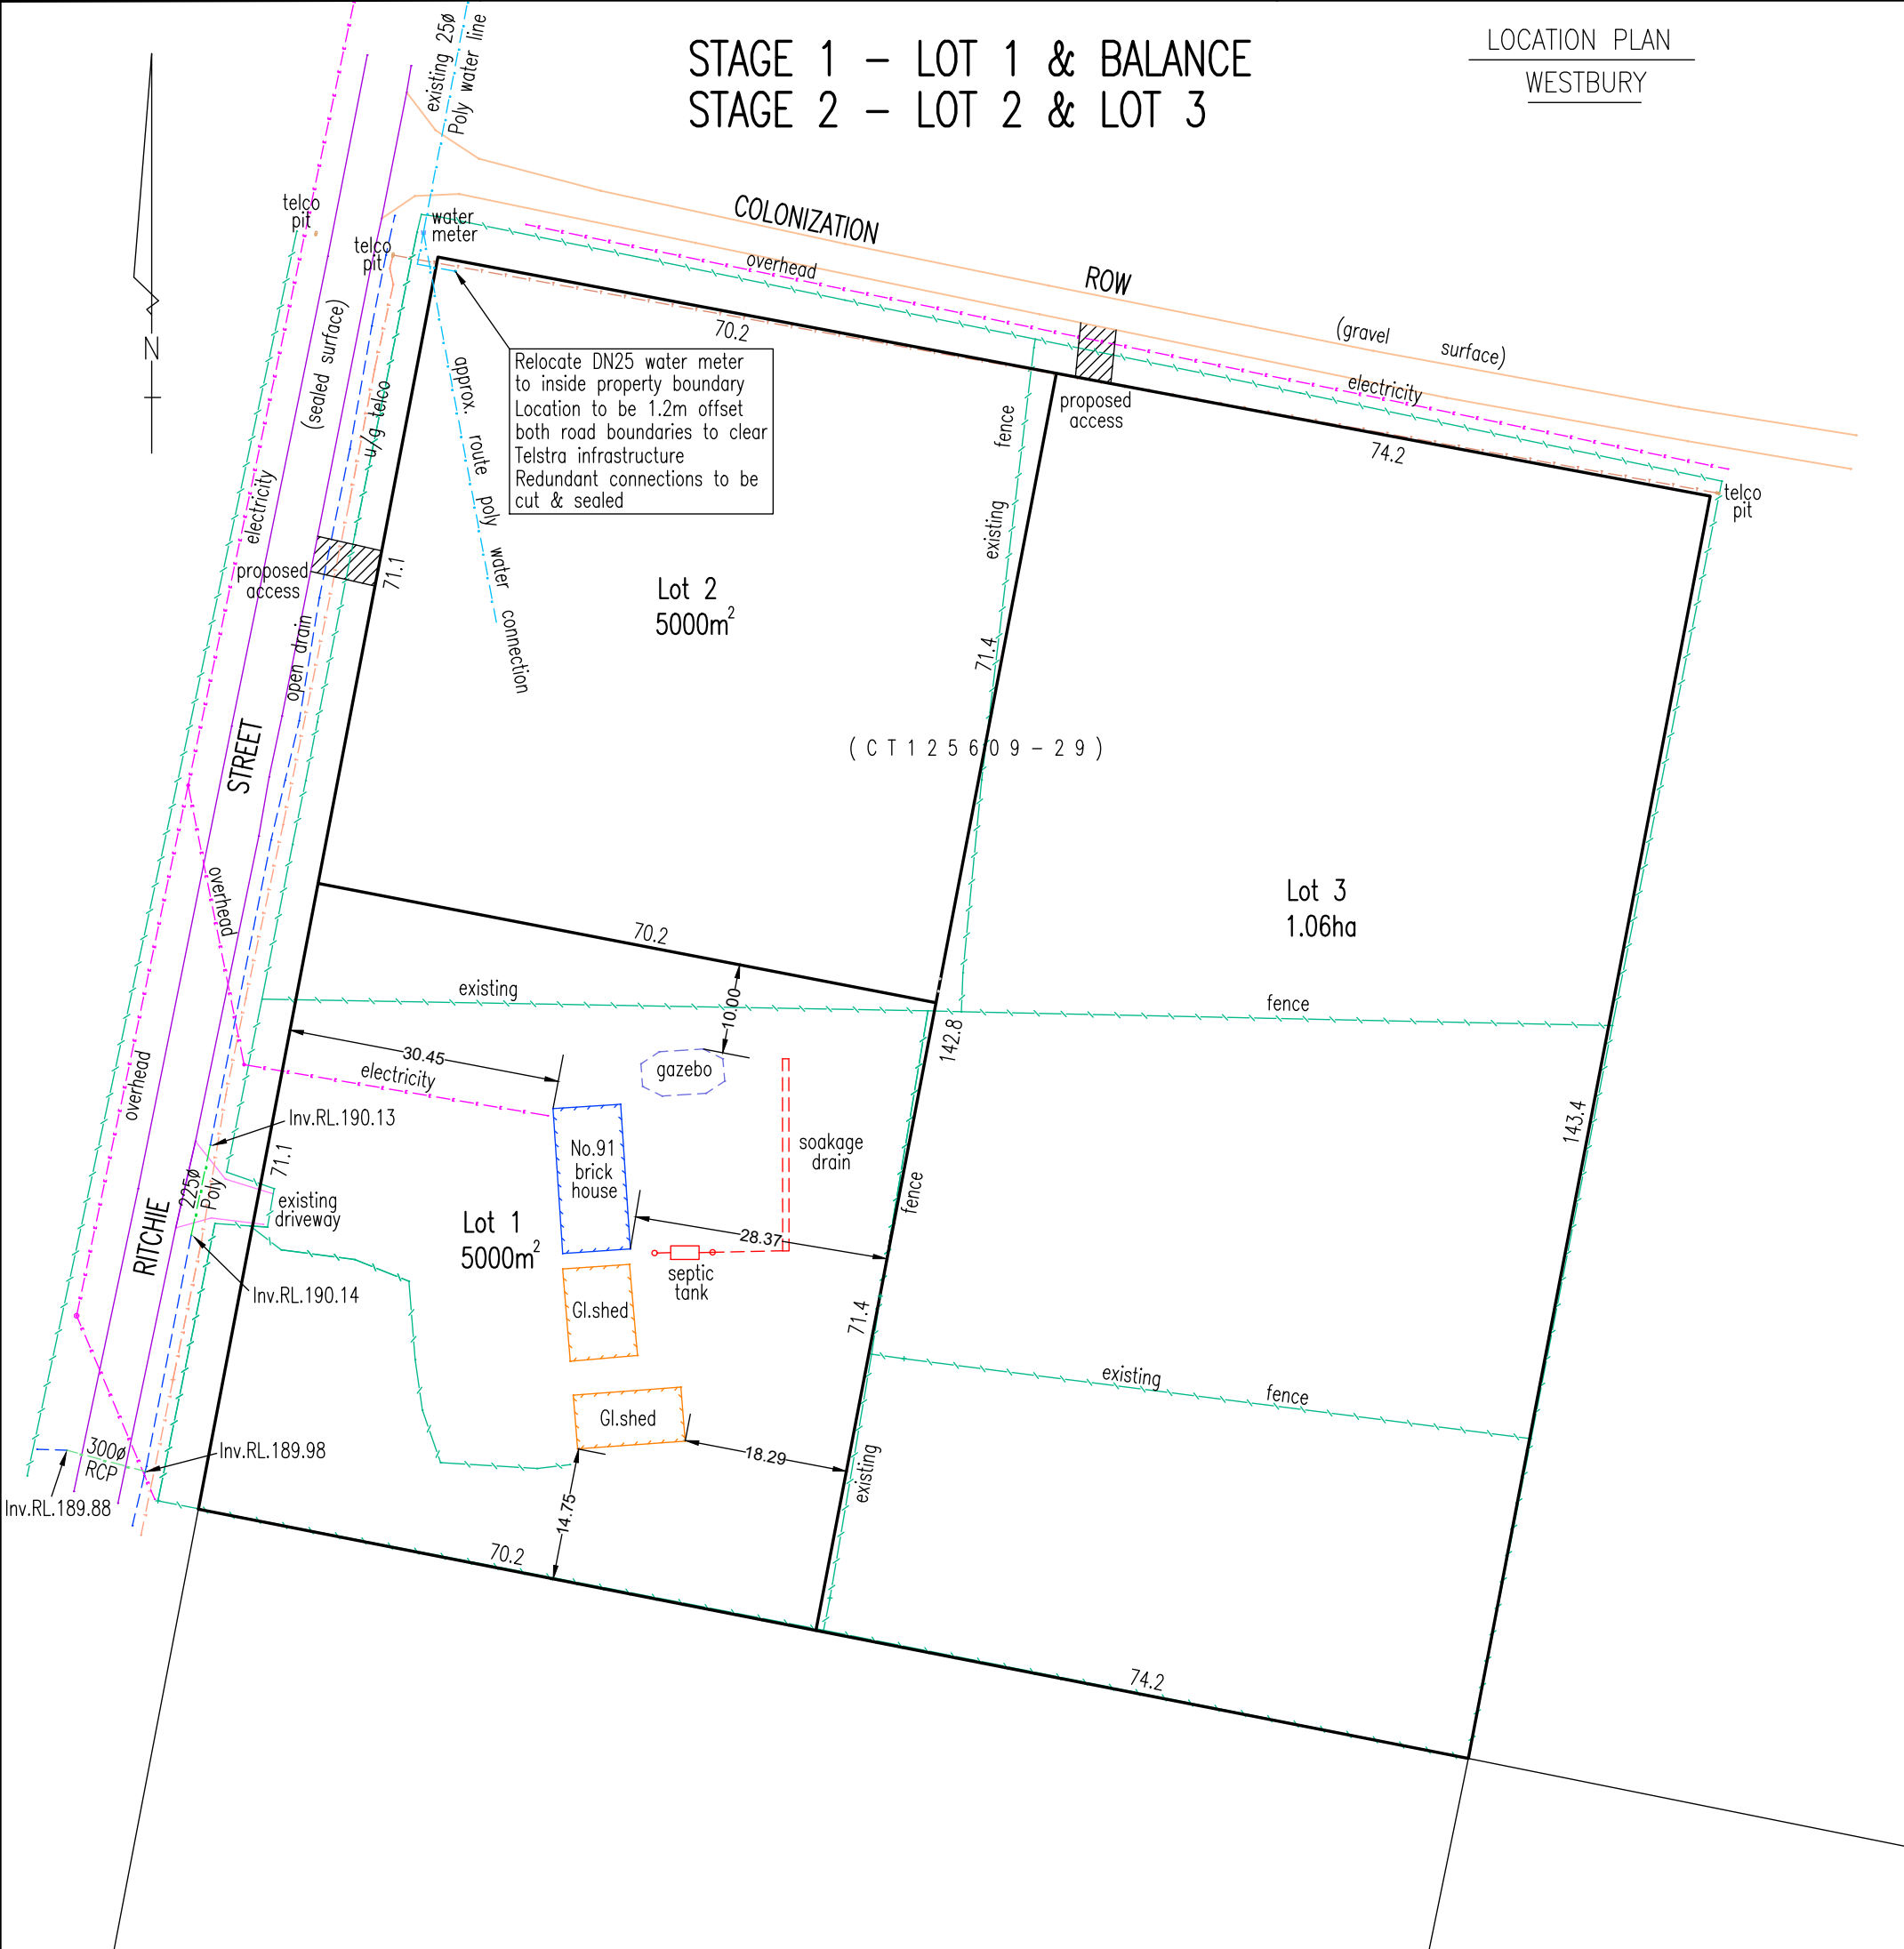 STAGE 1 - LOT 1 & BALANCE
STAGE 2 - LOT 2 & LOT 3
LOCATION PLAN
WESTBURY
existing 25ø
Poly water line
telco
pit
telco
pit
water
meter
COLONIZATION
ROW
overhead
(gravel surface)
electricity
N
(sealed surface)
70.2
Relocate DN25 water meter
to inside property boundary
Location to be 1.2m offset
both road boundaries to clear
Telstra infrastructure
Redundant connections to be
cut & sealed
proposed
access
74.2
telco
pit
u/g telco
approx. route poly water connection
existing fence
electricity
proposed
access
71.1
Lot 2
5000m²
71.4
open drain
STREET
(CT125609-29)
overhead
Lot 3
1.06ha
70.2
existing
fence
10.00
142.8
30.45
electricity
gazebo
overhead
Inv.RL.190.13
No.91
brick
house
soakage
drain
143.4
71.1
225ø
Poly
existing
driveway
fence
RITCHIE
Lot 1
5000m²
28.37
septic
tank
Inv.RL.190.14
Gl.shed
71.4
existing
fence
Gl.shed
18.29
existing
300ø
RCP
Inv.RL.189.98
Inv.RL.189.88
14.75
70.2
74.2